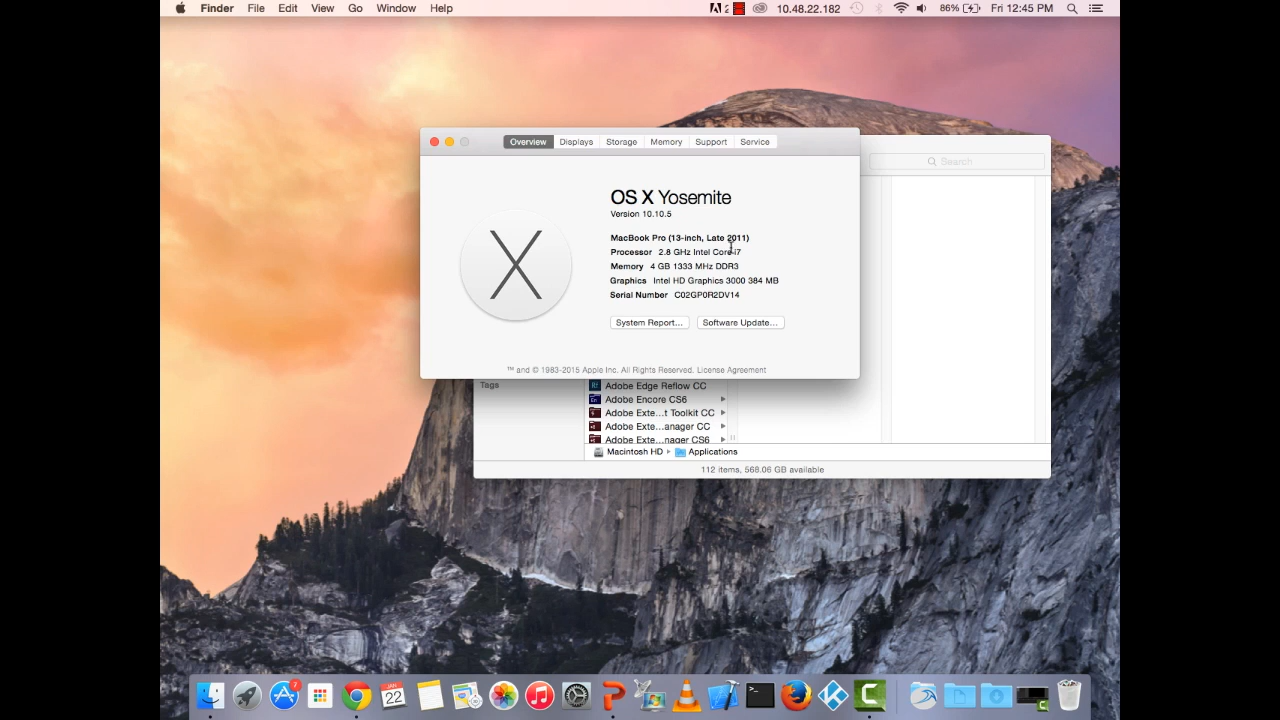 Finder File Edit View Go Window Help 2 10.48.22.182 86% Fri 12:45 PM
Overview Displays Storage Memory Support Service
Search
OS X Yosemite
Version 10.10.5
MacBook Pro (13-inch, Late 2011)
Processor 2.8 GHz Intel Core i7
Memory 4 GB 1333 MHz DDR3
Graphics Intel HD Graphics 3000 384 MB
Serial Number C02GP0R2DV14
System Report... Software Update...
™ and © 1983-2015 Apple Inc. All Rights Reserved. License Agreement
Tags
Adobe Edge Reflow CC
Adobe Encore CS6
Adobe Exte...t Toolkit CC
Adobe Exte...anager CC
Adobe Exte...nager CS6
Macintosh HD Applications
112 items, 568.06 GB available
7
JAN
22